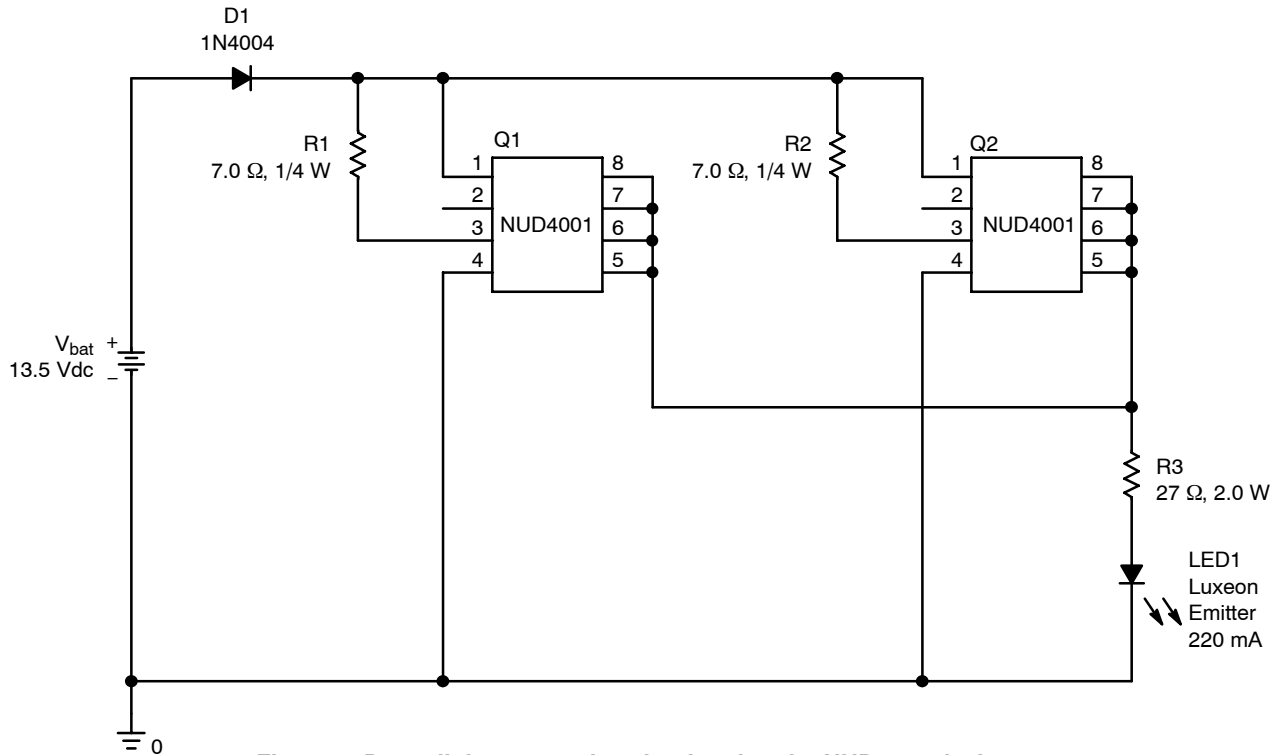 D1
1N4004
R1
7.0 Ω, 1/4 W
Q1
1
2
3
4
NUD4001
8
7
6
5
R2
7.0 Ω, 1/4 W
Q2
1
2
3
4
NUD4001
8
7
6
5
Vbat
13.5 Vdc
+
−
R3
27 Ω, 2.0 W
LED1
Luxeon
Emitter
220 mA
0